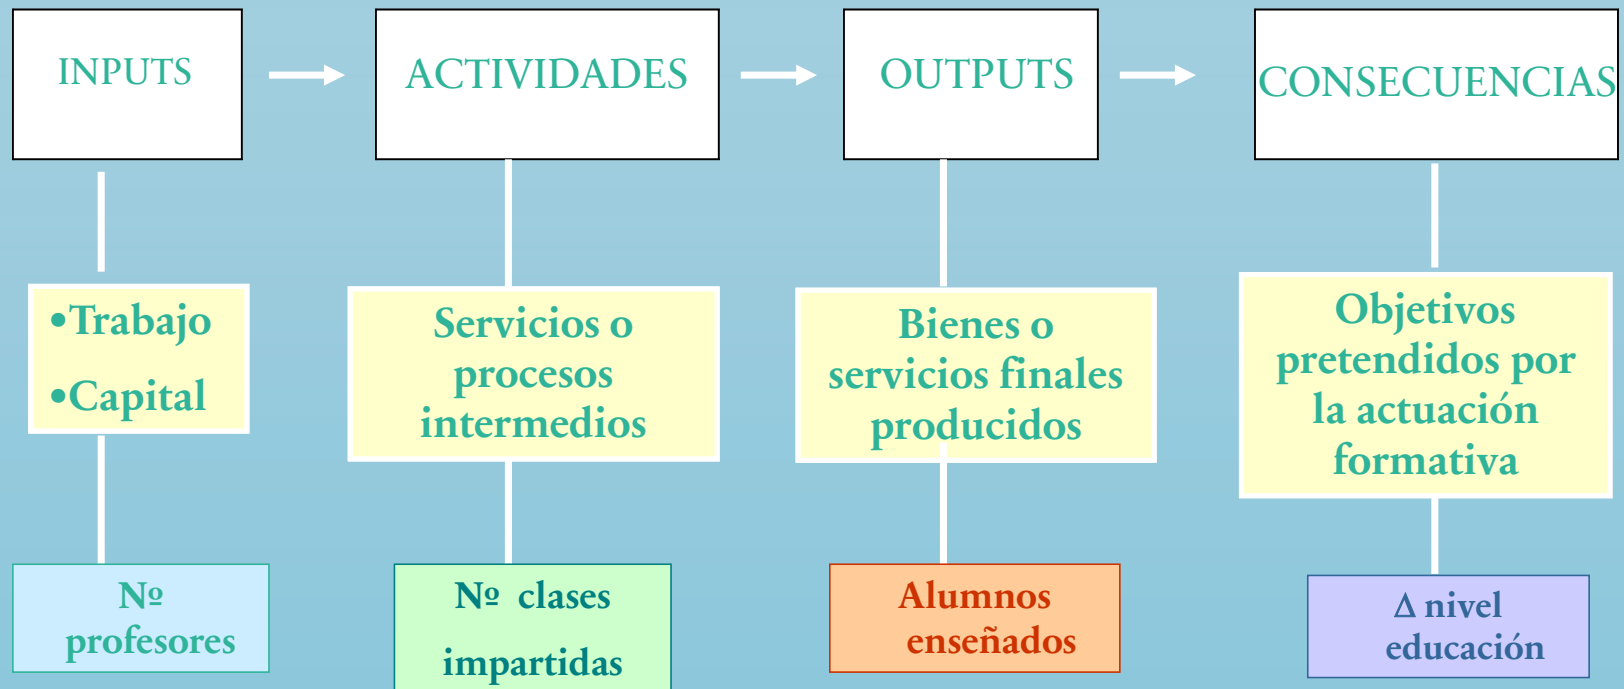 INPUTS
ACTIVIDADES
OUTPUTS
CONSECUENCIAS
•Trabajo
•Capital
Servicios o
procesos
intermedios
Bienes o
servicios finales
producidos
Objetivos
pretendidos por
la actuación
formativa
Nº
profesores
Nº clases
impartidas
Alumnos
enseñados
Δ nivel
educación